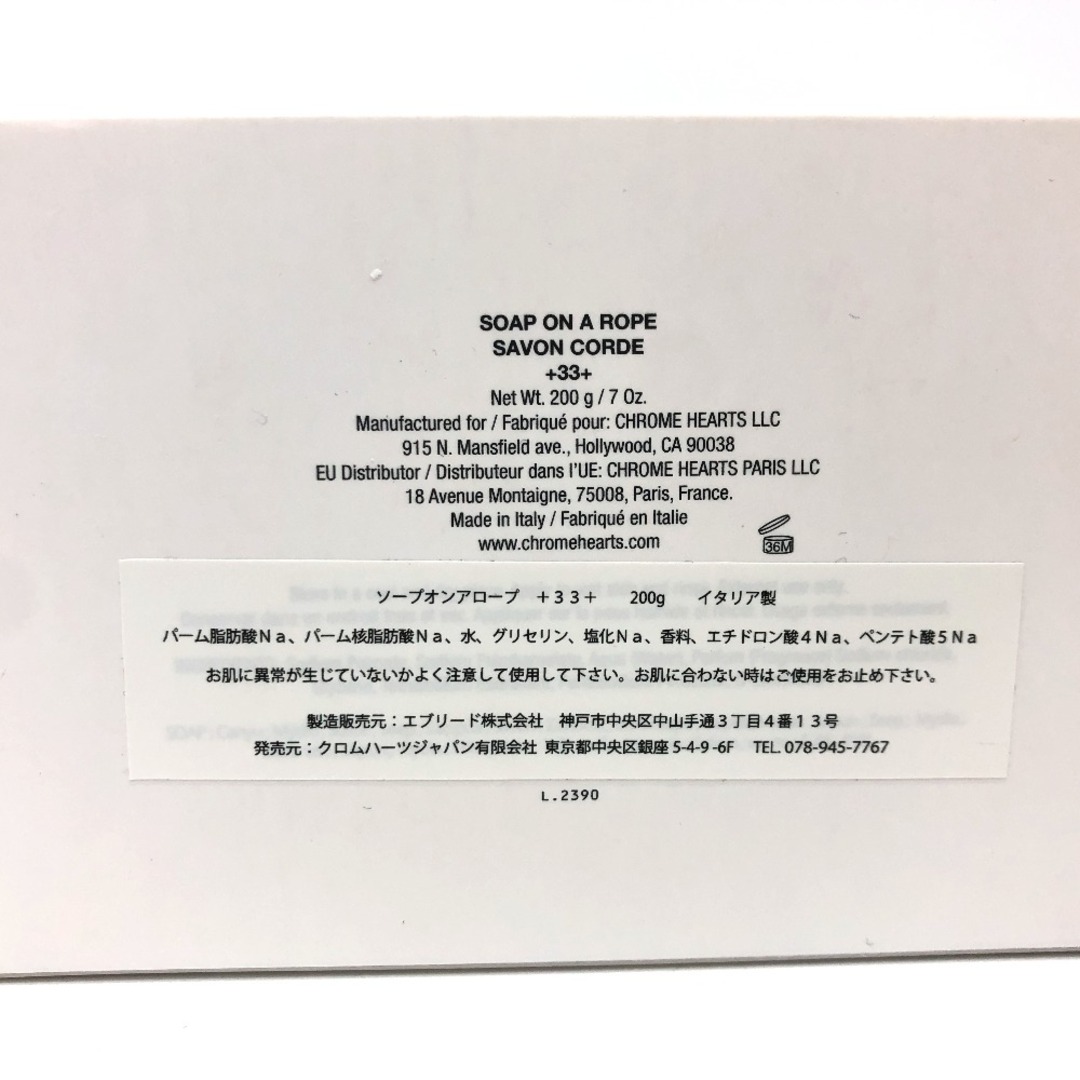 SOAP ON A ROPE
SAVON CORDE
+33+
Net Wt. 200 g / 7 Oz.
Manufactured for / Fabriqué pour: CHROME HEARTS LLC
915 N. Mansfield ave., Hollywood, CA 90038
EU Distributor / Distributeur dans l'UE: CHROME HEARTS PARIS LLC
18 Avenue Montaigne, 75008, Paris, France.
Made in Italy / Fabriqué en Italie
www.chromehearts.com
36M
ソープオンアロープ ＋３３＋ 200g イタリア製
パーム脂肪酸Ｎａ、パーム核脂肪酸Ｎａ、水、グリセリン、塩化Ｎａ、香料、エチドロン酸４Ｎａ、ペンテト酸５Ｎａ
お肌に異常が生じていないかよく注意して使用して下さい。お肌に合わない時はご使用をお止め下さい。
製造販売元：エブリード株式会社 神戸市中央区中山手通３丁目４番１３号
発売元：クロムハーツジャパン有限会社 東京都中央区銀座 5-4-9 -6F TEL. 078-945-7767
L.2390